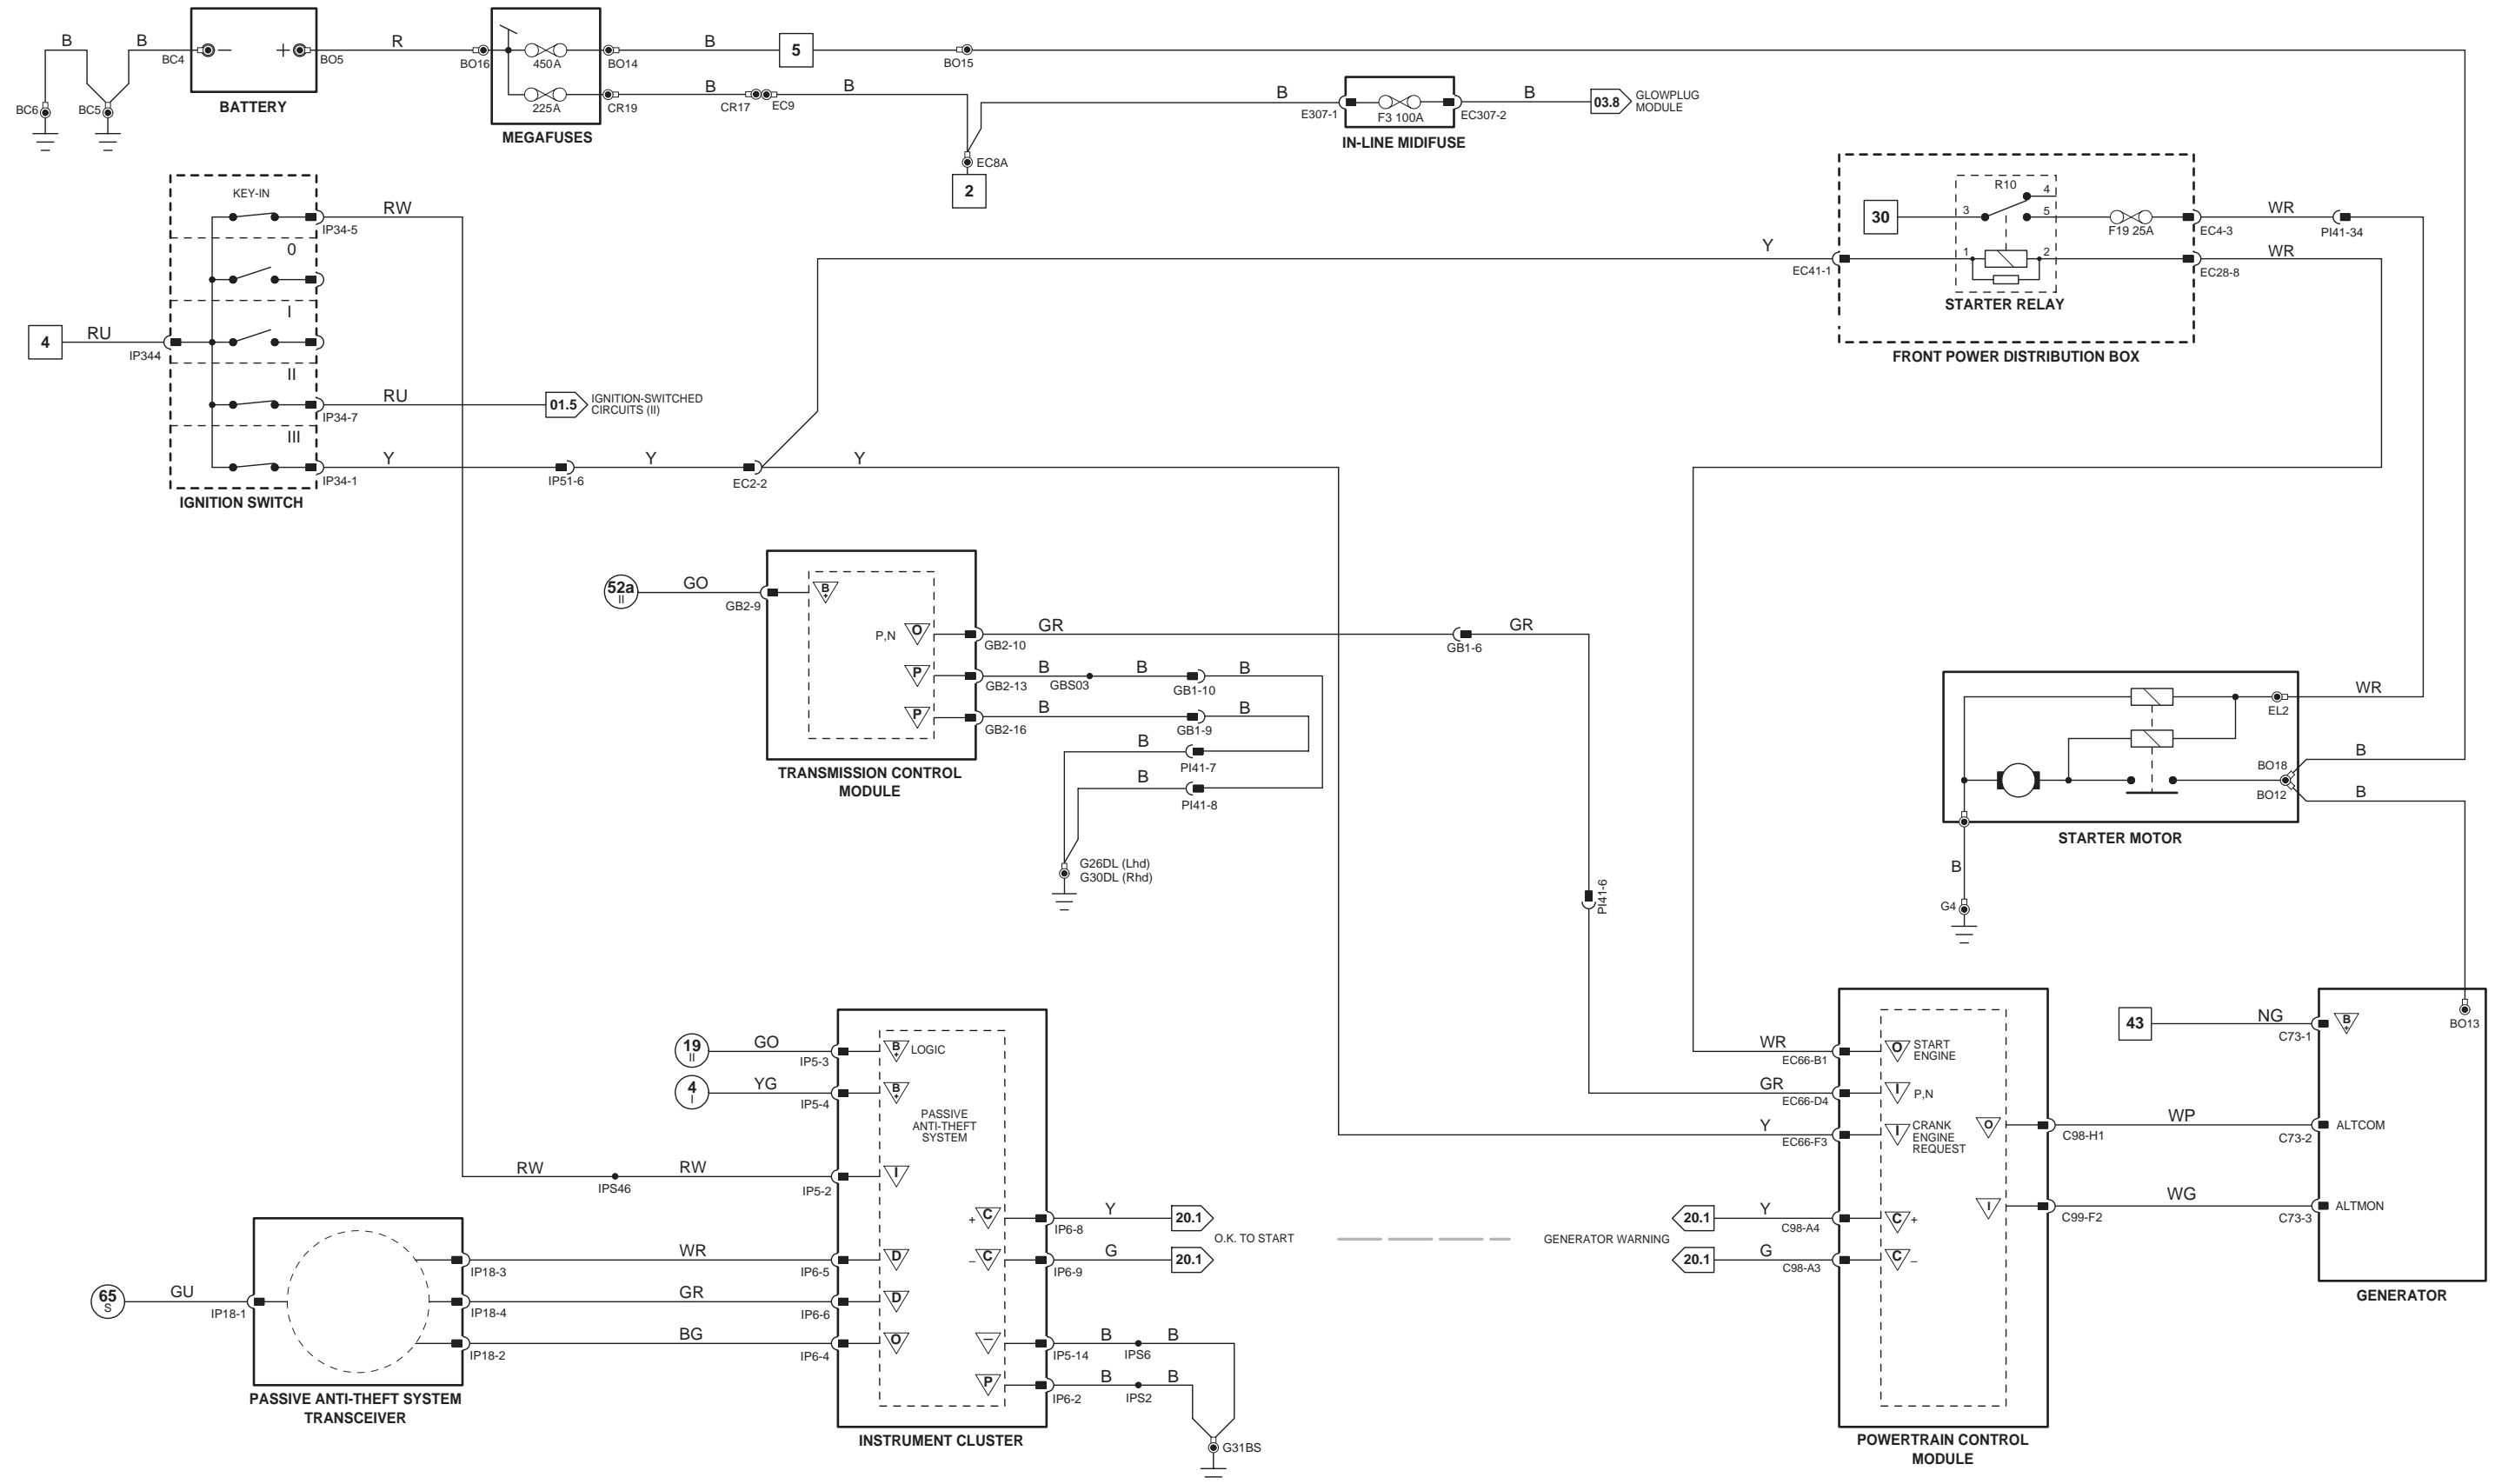 B
B
BC4
−
+
BO5
R
BO16
450A
225A
BO14
B
5
BO15
CR19
B
CR17
EC9
B
BC6
BC5
BATTERY
MEGAFUSES
EC8A
2
B
E307-1
F3 100A
EC307-2
B
03.8
GLOWPLUG
MODULE
IN-LINE MIDIFUSE
KEY-IN
RW
IP34-5
0
I
4
RU
IP344
II
RU
IP34-7
01.5
IGNITION-SWITCHED
CIRCUITS (II)
III
Y
IP34-1
IP51-6
Y
EC2-2
Y
IGNITION SWITCH
Y
EC41-1
30
R10
3
4
5
1
2
F19 25A
EC4-3
WR
PI41-34
WR
EC28-8
STARTER RELAY
FRONT POWER DISTRIBUTION BOX
52a
II
GO
GB2-9
B
+
P,N
O
GB2-10
GR
GB1-6
GR
P
GB2-13
B
GBS03
B
GB1-10
B
P
GB2-16
B
GB1-9
B
B
PI41-7
B
PI41-8
TRANSMISSION CONTROL
MODULE
G26DL (Lhd)
G30DL (Rhd)
PI41-6
WR
EL2
BO18
B
BO12
B
STARTER MOTOR
B
G4
19
II
GO
IP5-3
B
+
LOGIC
4
I
YG
IP5-4
B
+
PASSIVE
ANTI-THEFT
SYSTEM
RW
IPS46
RW
IP5-2
I
+
C
IP6-8
Y
20.1
−
C
IP6-9
G
20.1
O.K. TO START
GENERATOR WARNING
65
S
GU
IP18-1
IP18-3
WR
IP6-5
D
IP18-4
GR
IP6-6
D
IP18-2
BG
IP6-4
O
−
IP5-14
B
IPS6
B
P
IP6-2
B
IPS2
B
G31BS
PASSIVE ANTI-THEFT SYSTEM
TRANSCEIVER
INSTRUMENT CLUSTER
WR
EC66-B1
O
START
ENGINE
GR
EC66-D4
I
P,N
Y
EC66-F3
I
CRANK
ENGINE
REQUEST
20.1
Y
C98-A4
C
+
20.1
G
C98-A3
C
−
O
C98-H1
WP
C73-2
ALTCOM
I
C99-F2
WG
C73-3
ALTMON
43
NG
C73-1
B
+
BO13
GENERATOR
POWERTRAIN CONTROL
MODULE